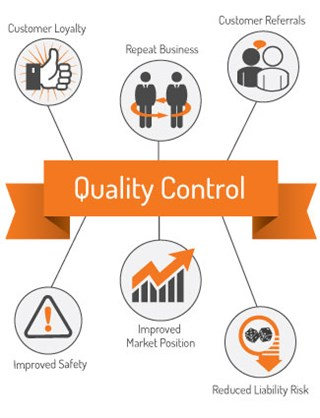 Customer Loyalty
Repeat Business
Customer Referrals
Quality Control
Improved Safety
Improved
Market Position
Reduced Liability Risk